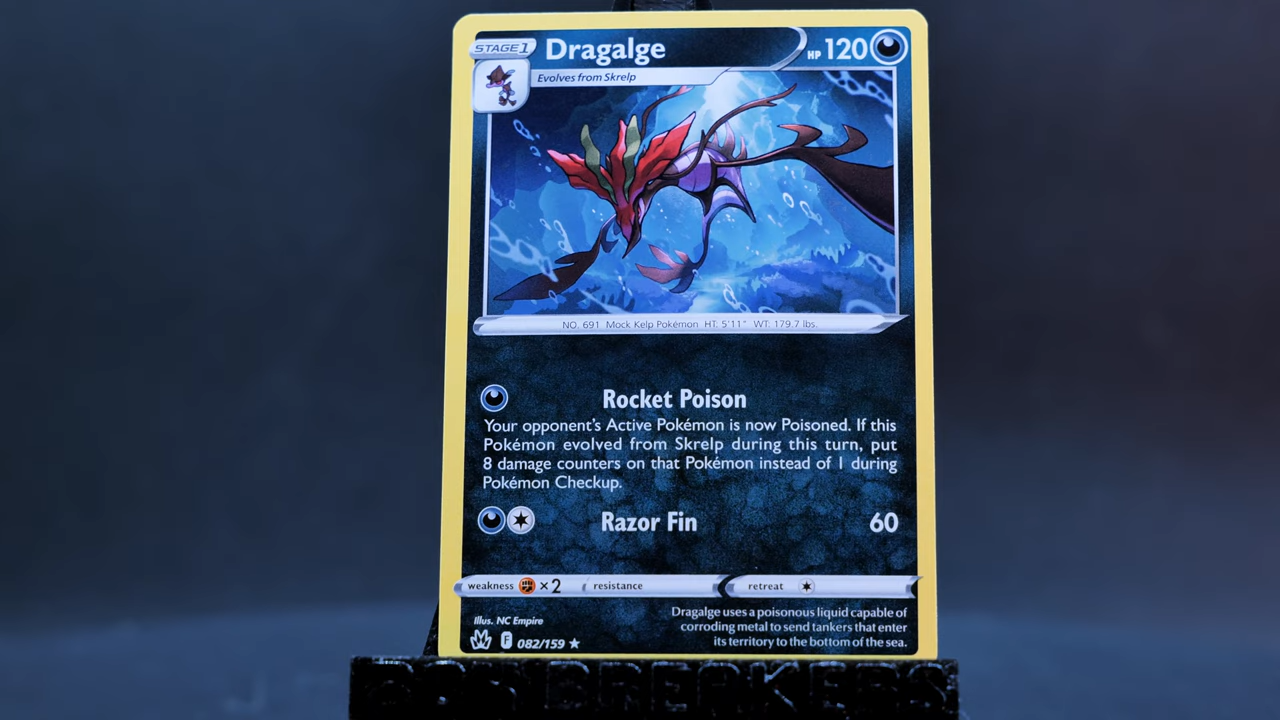 STAGE 1
Dragalge
HP 120
Evolves from Skrelp
NO. 691 Mock Kelp Pokémon HT: 5'11" WT: 179.7 lbs.
Rocket Poison
Your opponent's Active Pokémon is now Poisoned. If this
Pokémon evolved from Skrelp during this turn, put
8 damage counters on that Pokémon instead of 1 during
Pokémon Checkup.
Razor Fin 60
weakness ×2 resistance retreat
Dragalge uses a poisonous liquid capable of
corroding metal to send tankers that enter
its territory to the bottom of the sea.
Illus. NC Empire
F 082/159 ★
BREAKERS